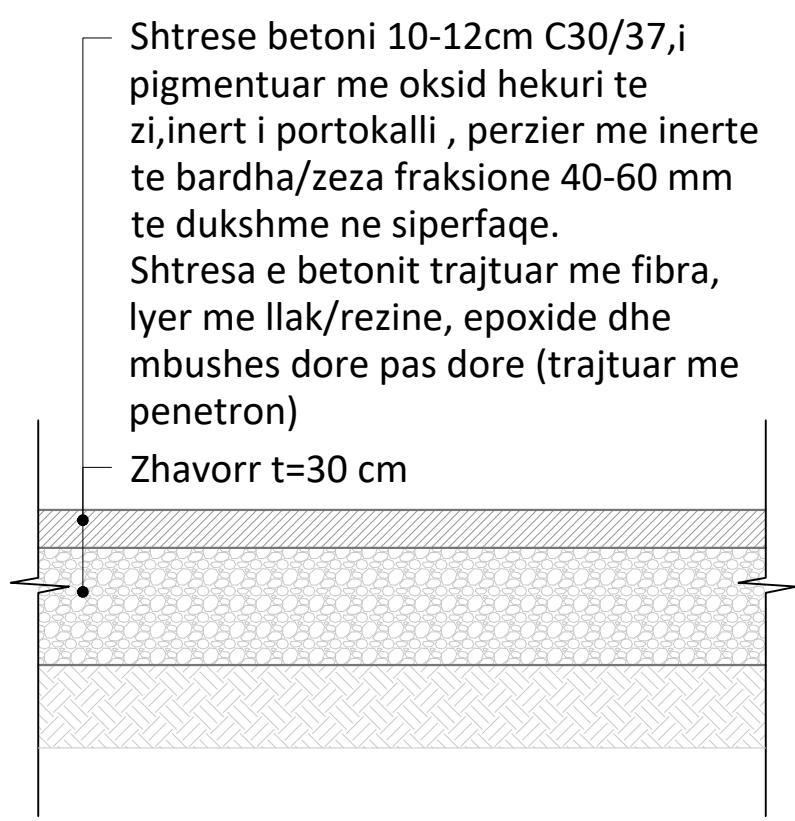 Shtrese betoni 10-12cm C30/37,i
pigmentuar me oksid hekuri te
zi,inert i portokalli , perzier me inerte
te bardha/zeza fraksione 40-60 mm
te dukshme ne siperfaqe.
Shtresa e betonit trajtuar me fibra,
lyer me llak/rezine, epoxide dhe
mbushes dore pas dore (trajtuar me
penetron)
Zhavorr t=30 cm